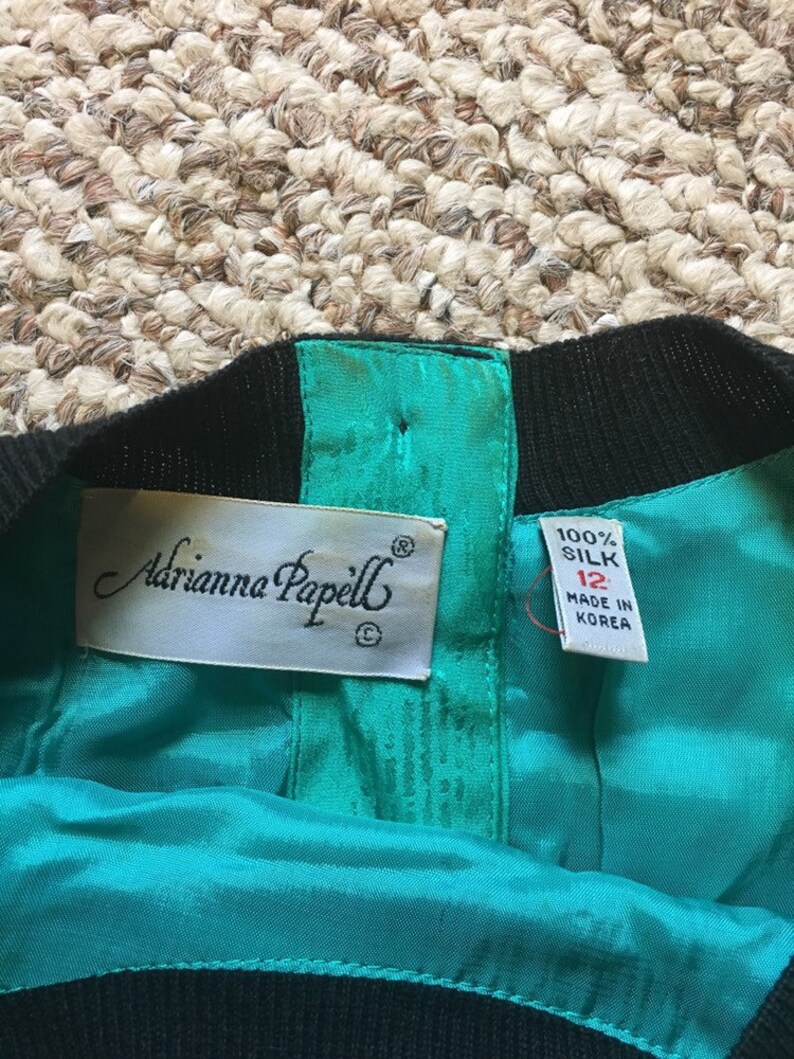 Adrianna Papell
®
©
100%
SILK
12
MADE IN
KOREA